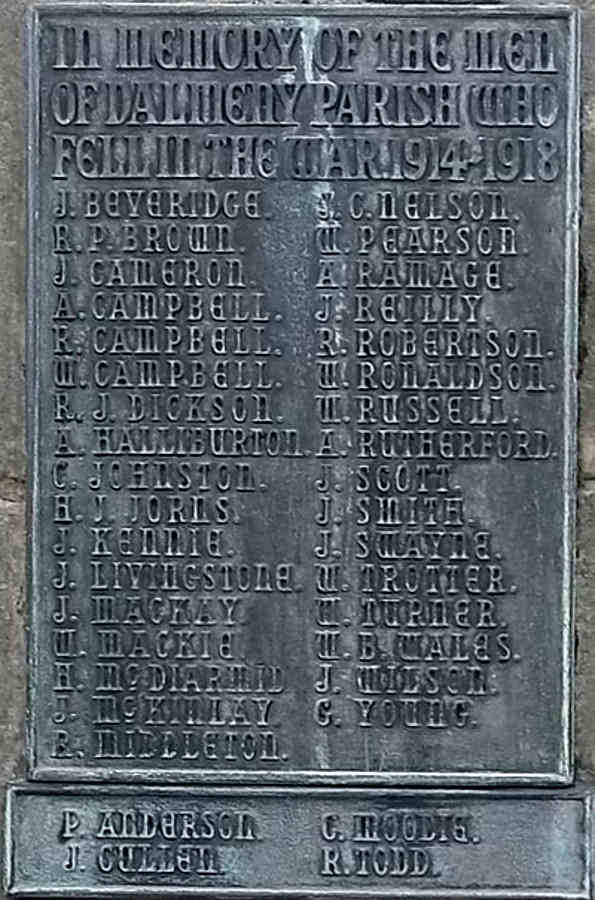 IN MEMORY OF THE MEN
OF DALMENY PARISH WHO
FELL IN THE WAR. 1914-1918
J. BEVERIDGE.
R. P. BROWN.
J. CAMERON.
A. CAMPBELL.
R. CAMPBELL.
W. CAMPBELL.
R. J. DICKSON.
A. HALLIBURTON.
C. JOHNSTON.
H. J. JORNS.
J. KENNIE.
J. LIVINGSTONE.
J. MACKAY.
W. MACKIE.
H. McDIARMID
J. McKINLAY
R. MIDDLETON.
J. C. NELSON.
W. PEARSON.
A. RAMAGE.
J. REILLY.
R. ROBERTSON.
W. RONALDSON.
W. RUSSELL.
A. RUTHERFORD.
J. SCOTT.
J. SMITH.
J. SWAYNE.
W. TROTTER.
W. TURNER.
W. B. WALES.
J. WILSON.
G. YOUNG.
P. ANDERSON.
J. CULLEN.
C. MOODIE.
R. TODD.